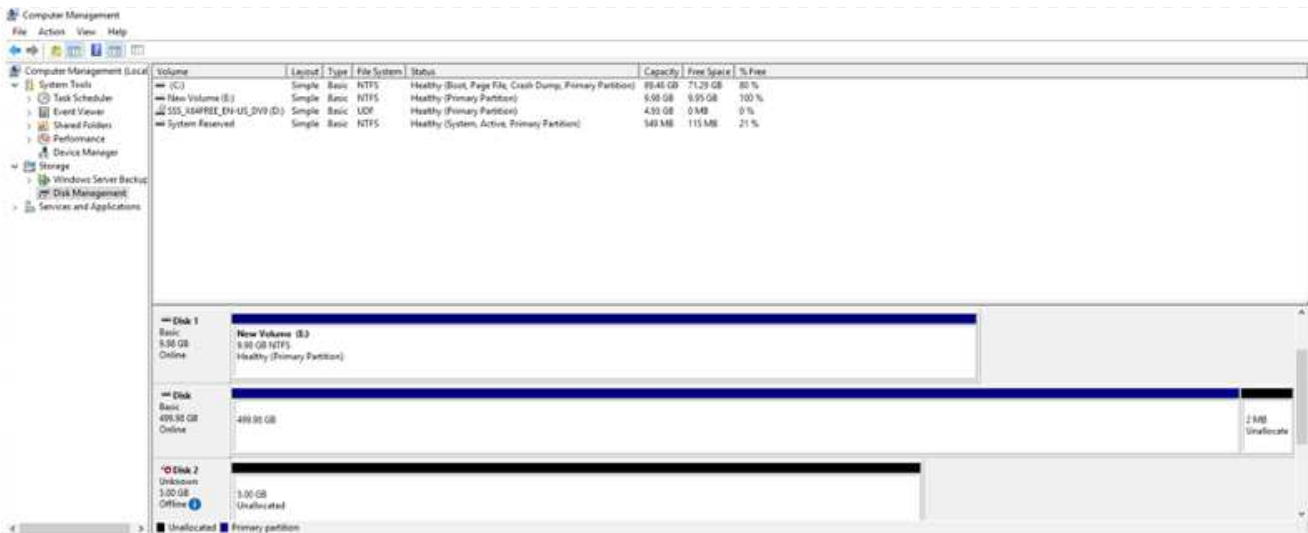 Computer Management
File Action View Help
Computer Management (Local
System Tools
Task Scheduler
Event Viewer
Shared Folders
Performance
Device Manager
Storage
Windows Server Backup
Disk Management
Services and Applications
Volume Layout Type File System Status Capacity Free Space % Free
(C:) Simple Basic NTFS Healthy (Boot, Page File, Crash Dump, Primary Partition) 89.46 GB 71.29 GB 80 %
New Volume (E:) Simple Basic NTFS Healthy (Primary Partition) 9.98 GB 9.95 GB 100 %
SSS_X64FREE_EN-US_DV9 (D:) Simple Basic UDF Healthy (Primary Partition) 4.93 GB 0 MB 0 %
System Reserved Simple Basic NTFS Healthy (System, Active, Primary Partition) 549 MB 115 MB 21 %
Disk 1
Basic
9.98 GB
Online
New Volume (E:)
9.98 GB NTFS
Healthy (Primary Partition)
Disk
Basic
499.98 GB
Online
499.98 GB
2 MB
Unallocate
Disk 2
Unknown
5.00 GB
Offline
5.00 GB
Unallocated
Unallocated Primary partition